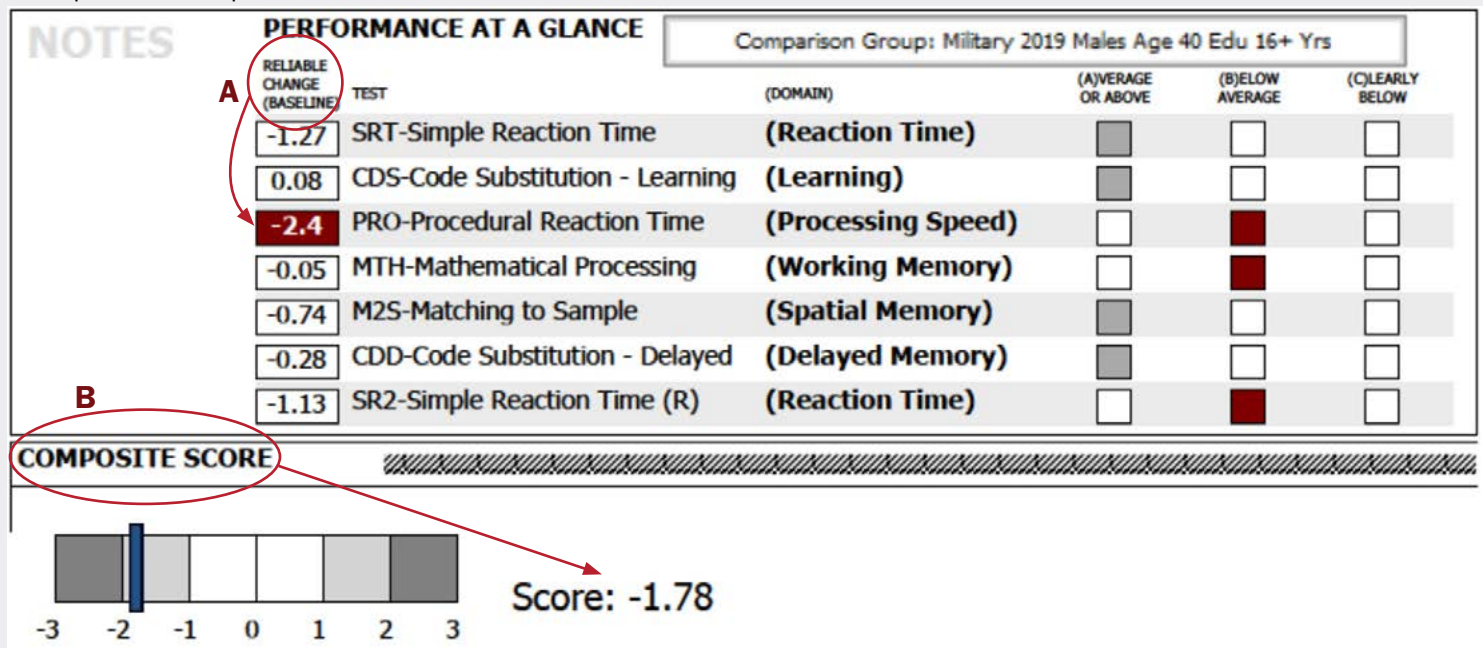 NOTES
PERFORMANCE AT A GLANCE
Comparison Group: Military 2019 Males Age 40 Edu 16+ Yrs
A
RELIABLE
CHANGE
(BASELINE)
TEST
(DOMAIN)
(A)VERAGE
OR ABOVE
(B)ELOW
AVERAGE
(C)LEARLY
BELOW
-1.27 SRT-Simple Reaction Time (Reaction Time)
0.08 CDS-Code Substitution - Learning (Learning)
-2.4 PRO-Procedural Reaction Time (Processing Speed)
-0.05 MTH-Mathematical Processing (Working Memory)
-0.74 M2S-Matching to Sample (Spatial Memory)
-0.28 CDD-Code Substitution - Delayed (Delayed Memory)
-1.13 SR2-Simple Reaction Time (R) (Reaction Time)
B
COMPOSITE SCORE
Score: -1.78
-3 -2 -1 0 1 2 3